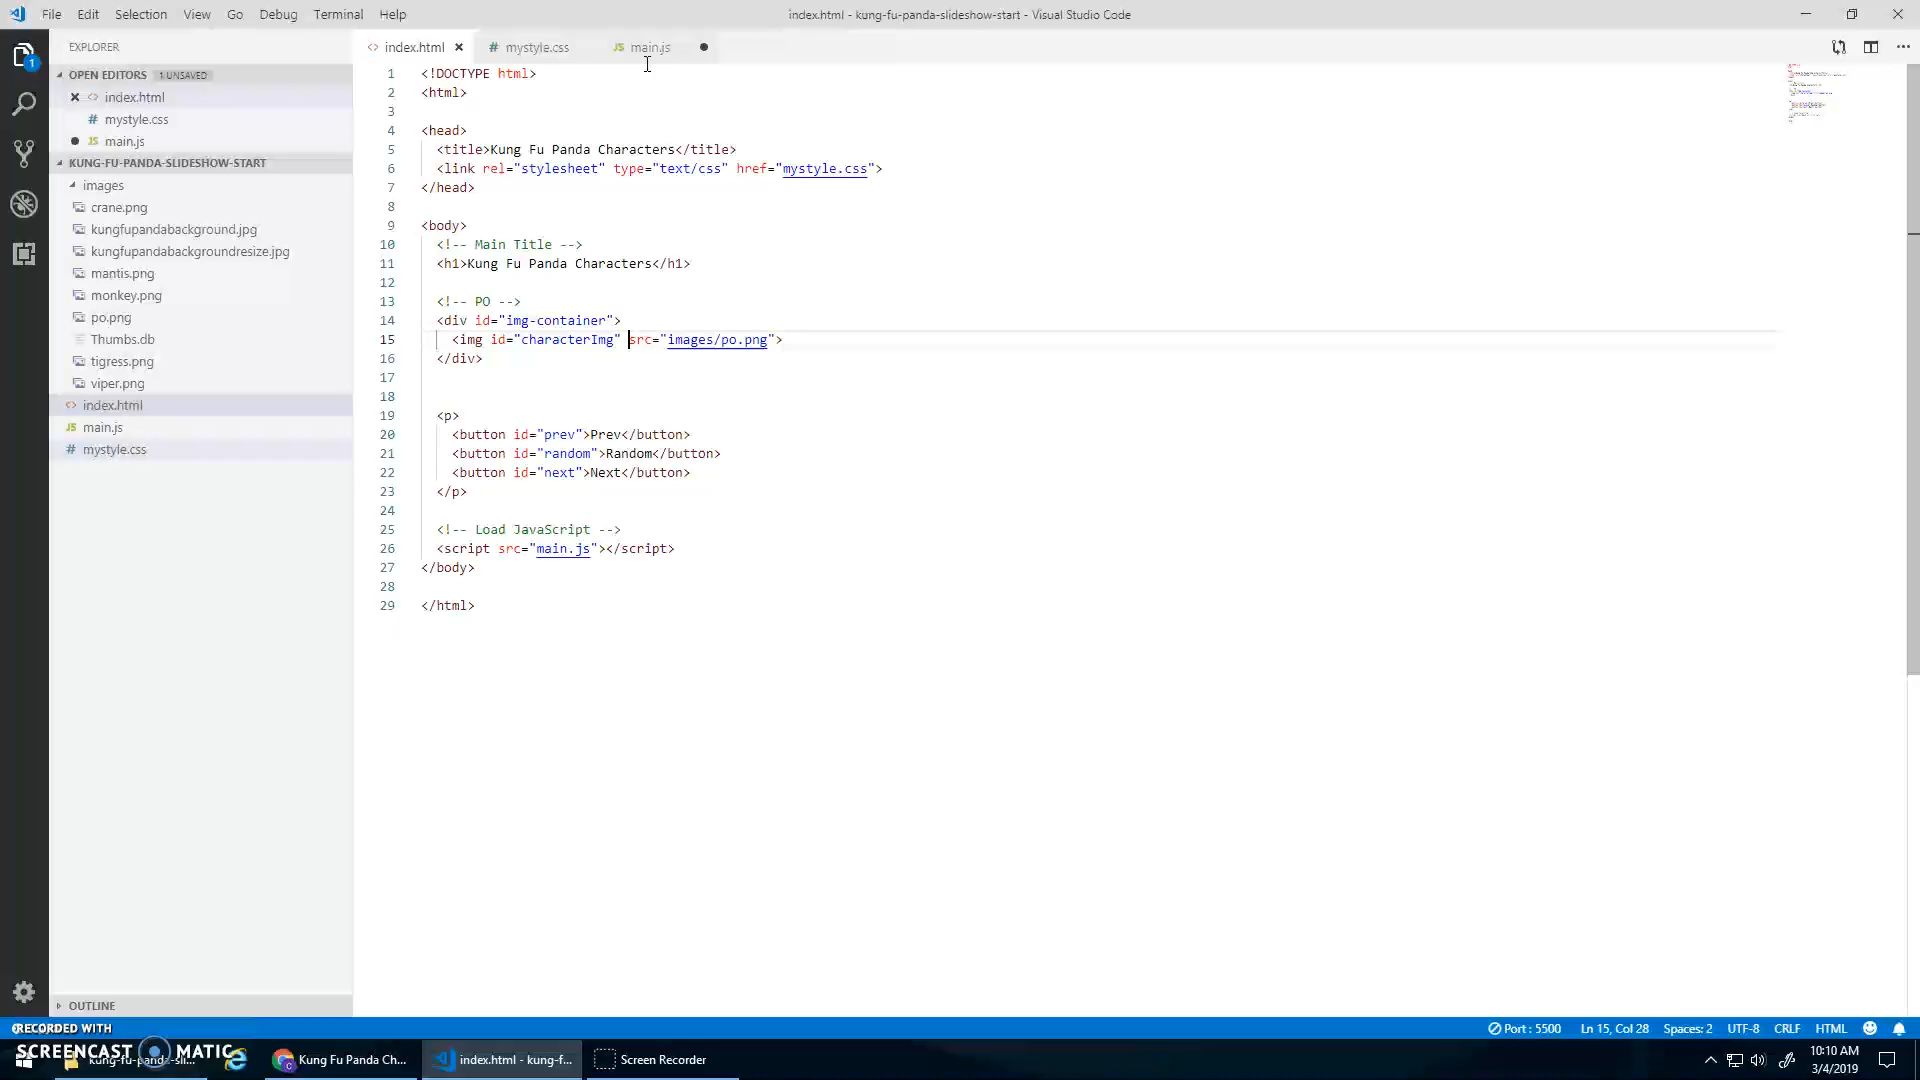 File Edit Selection View Go Debug Terminal Help
index.html - kung-fu-panda-slideshow-start - Visual Studio Code
EXPLORER
OPEN EDITORS 1 UNSAVED
index.html
mystyle.css
main.js
KUNG-FU-PANDA-SLIDESHOW-START
images
crane.png
kungfupandabackground.jpg
kungfupandabackgroundresize.jpg
mantis.png
monkey.png
po.png
Thumbs.db
tigress.png
viper.png
index.html
main.js
mystyle.css
OUTLINE
index.html mystyle.css main.js
1 <!DOCTYPE html>
2 <html>
3
4 <head>
5 <title>Kung Fu Panda Characters</title>
6 <link rel="stylesheet" type="text/css" href="mystyle.css">
7 </head>
8
9 <body>
10 <!-- Main Title -->
11 <h1>Kung Fu Panda Characters</h1>
12
13 <!-- PO -->
14 <div id="img-container">
15 <img id="characterImg" src="images/po.png">
16 </div>
17
18
19 <p>
20 <button id="prev">Prev</button>
21 <button id="random">Random</button>
22 <button id="next">Next</button>
23 </p>
24
25 <!-- Load JavaScript -->
26 <script src="main.js"></script>
27 </body>
28
29 </html>
Port : 5500 Ln 15, Col 28 Spaces: 2 UTF-8 CRLF HTML
RECORDED WITH
SCREENCAST MATIC
kung-fu-panda-sli... Kung Fu Panda Ch... index.html - kung-f... Screen Recorder
10:10 AM
3/4/2019